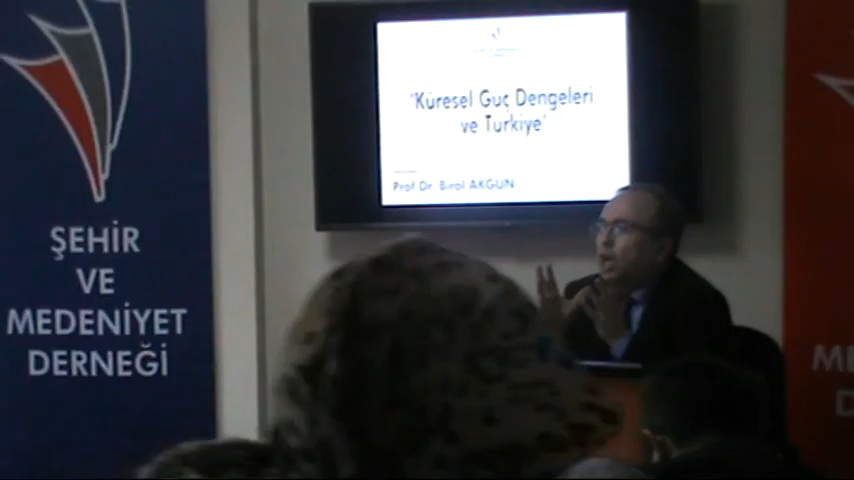 ŞEHİR
VE
MEDENİYET
DERNEĞİ
"Küresel Güç Dengeleri
ve Türkiye"
Prof. Dr. Birol AKGÜN